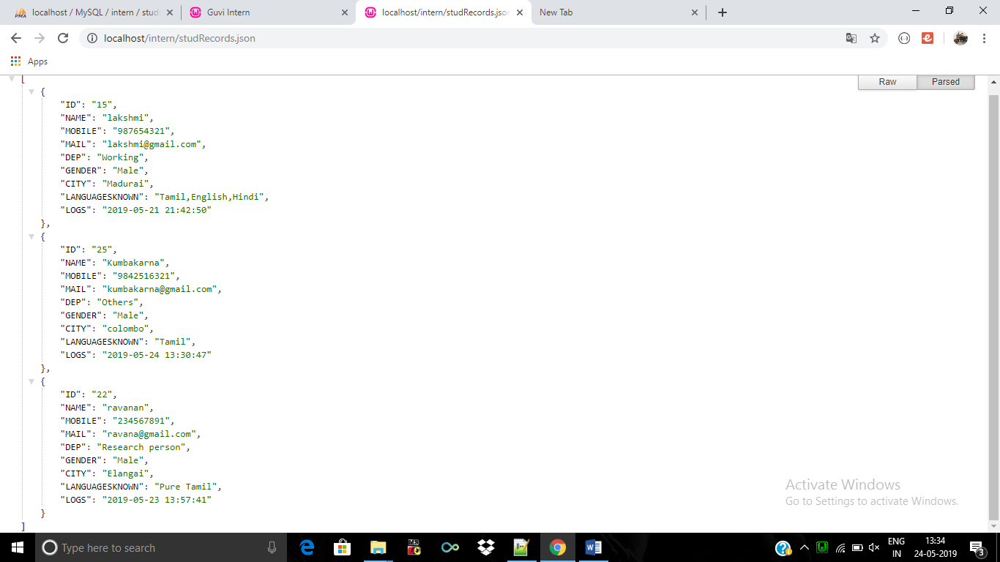 localhost / MySQL / intern / stud
Guvi Intern
localhost/intern/studRecords.json
New Tab
localhost/intern/studRecords.json
Apps
Raw
Parsed
[
{
"ID": "15",
"NAME": "lakshmi",
"MOBILE": "987654321",
"MAIL": "lakshmi@gmail.com",
"DEP": "Working",
"GENDER": "Male",
"CITY": "Madurai",
"LANGUAGESKNOWN": "Tamil,English,Hindi",
"LOGS": "2019-05-21 21:42:50"
},
{
"ID": "25",
"NAME": "Kumbakarna",
"MOBILE": "9842516321",
"MAIL": "kumbakarna@gmail.com",
"DEP": "Others",
"GENDER": "Male",
"CITY": "colombo",
"LANGUAGESKNOWN": "Tamil",
"LOGS": "2019-05-24 13:30:47"
},
{
"ID": "22",
"NAME": "ravanan",
"MOBILE": "234567891",
"MAIL": "ravana@gmail.com",
"DEP": "Research person",
"GENDER": "Male",
"CITY": "Elangai",
"LANGUAGESKNOWN": "Pure Tamil",
"LOGS": "2019-05-23 13:57:41"
}
]
Activate Windows
Go to Settings to activate Windows.
Type here to search
ENG
IN
13:34
24-05-2019
3